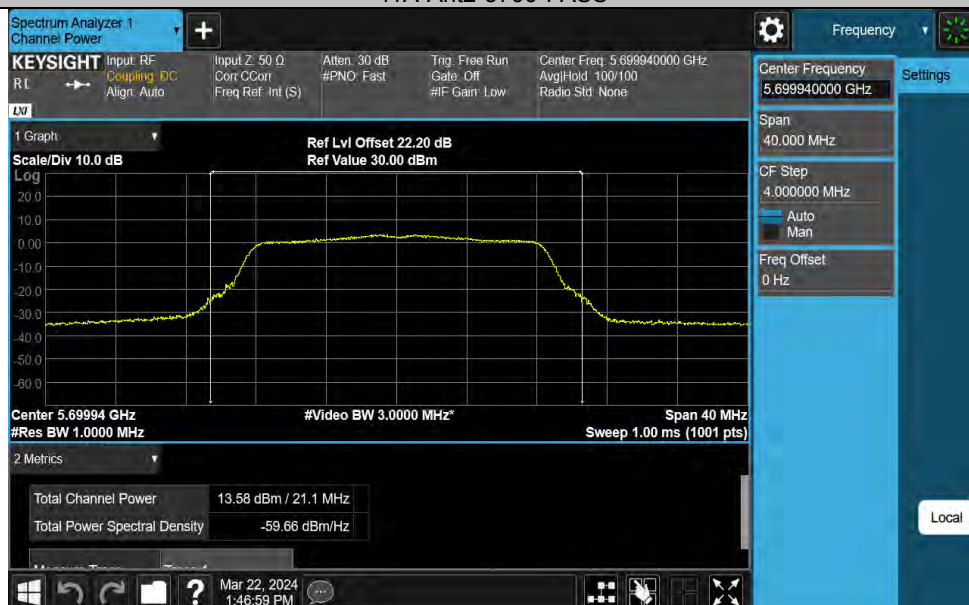 11A-Ant2-5700 PASS
Spectrum Analyzer 1
Channel Power
Frequency
KEYSIGHT
RL
LXI
Input: RF
Coupling: DC
Align: Auto
Input Z: 50 Ω
Corr CCorr
Freq Ref: Int (S)
Atten: 30 dB
#PNO: Fast
Trig: Free Run
Gate: Off
#IF Gain: Low
Center Freq: 5.699940000 GHz
Avg|Hold: 100/100
Radio Std: None
Center Frequency
5.699940000 GHz
Settings
Span
40.000 MHz
CF Step
4.000000 MHz
Auto
Man
Freq Offset
0 Hz
Local
1 Graph
Scale/Div 10.0 dB
Ref Lvl Offset 22.20 dB
Ref Value 30.00 dBm
Log
20.0
10.0
0.00
-10.0
-20.0
-30.0
-40.0
-50.0
-60.0
Center 5.69994 GHz
#Video BW 3.0000 MHz*
Span 40 MHz
#Res BW 1.0000 MHz
Sweep 1.00 ms (1001 pts)
2 Metrics
Total Channel Power 13.58 dBm / 21.1 MHz
Total Power Spectral Density -59.66 dBm/Hz
?
Mar 22, 2024
1:46:59 PM